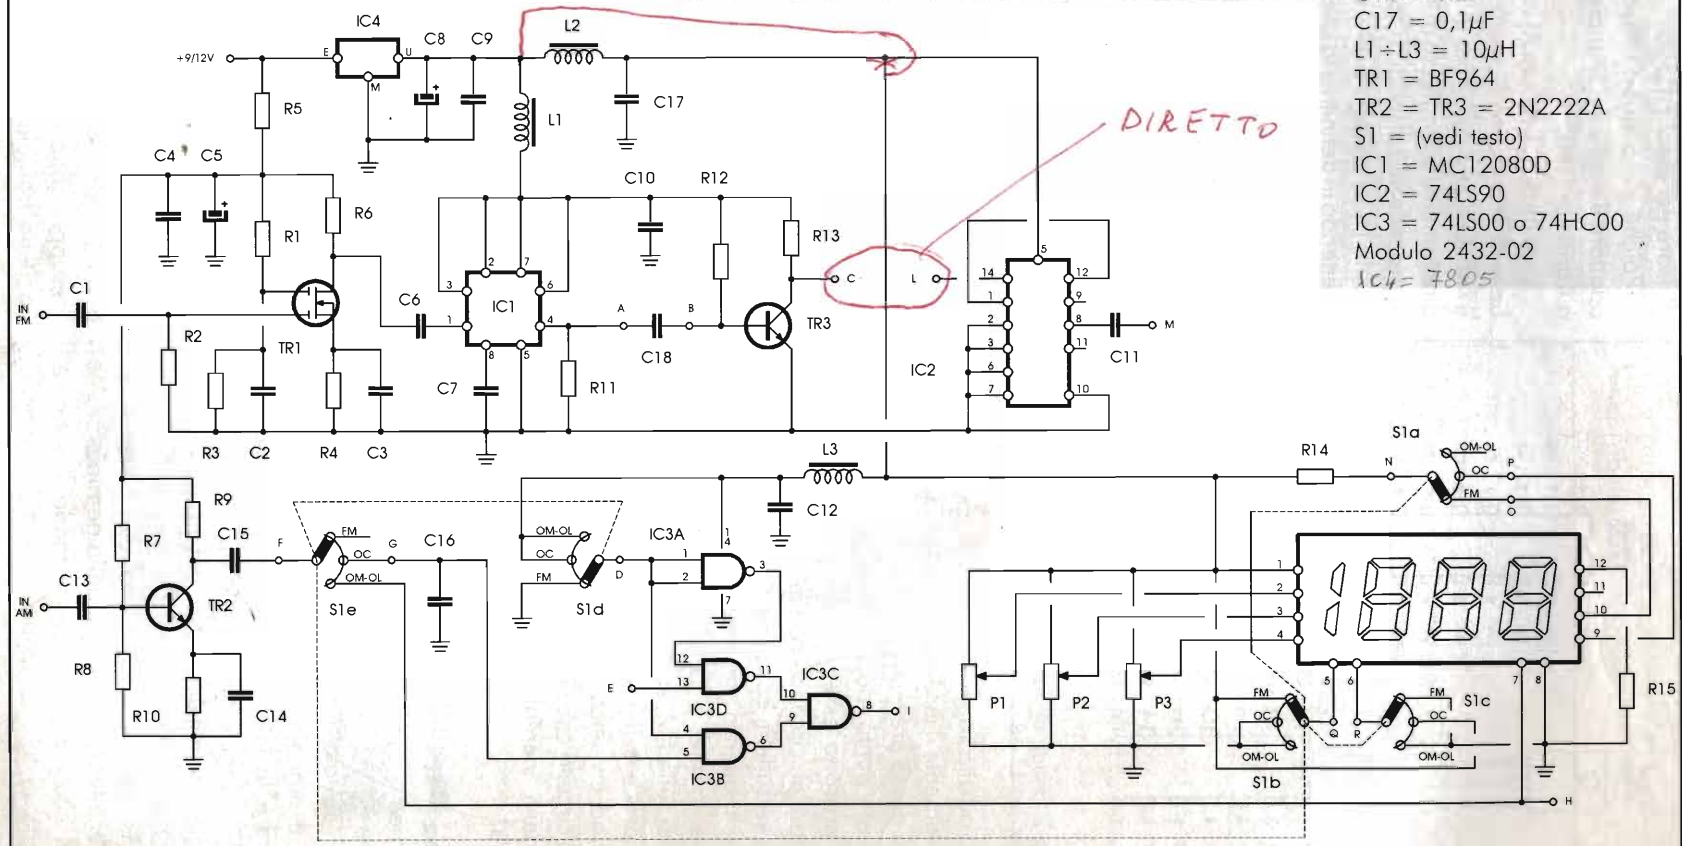 C17 = 0,1µF
L1÷L3 = 10µH
TR1 = BF964
TR2 = TR3 = 2N2222A
S1 = (vedi testo)
IC1 = MC12080D
IC2 = 74LS90
IC3 = 74LS00 o 74HC00
Modulo 2432-02
IC4 = 7805
DIRETTO
+9/12V
E
IC4
U
M
C8
+
C9
L2
C17
R5
L1
C4
C5
+
R1
R6
C10
R12
R13
C
L
IN
FM
C1
R2
TR1
C6
3
2
7
6
IC1
1
4
8
5
A
C18
B
TR3
5
14
12
1
9
2
8
3
11
6
7
10
IC2
C11
M
R3
C2
R4
C3
C7
R11
R9
R7
C15
F
FM
OC
OM-OL
S1e
G
C16
IN
AM
C13
TR2
R8
R10
C14
L3
C12
OM-OL
OC
FM
S1d
D
IC3A
1
2
14
3
7
12
13
11
IC3D
E
4
5
6
IC3B
IC3C
10
9
8
I
R14
N
S1a
OM-OL
OC
FM
P
O
1
2
3
4
1888
12
11
10
9
5
6
7
8
P1
P2
P3
R15
FM
OC
OM-OL
S1b
Q
R
FM
OC
OM-OL
S1c
H